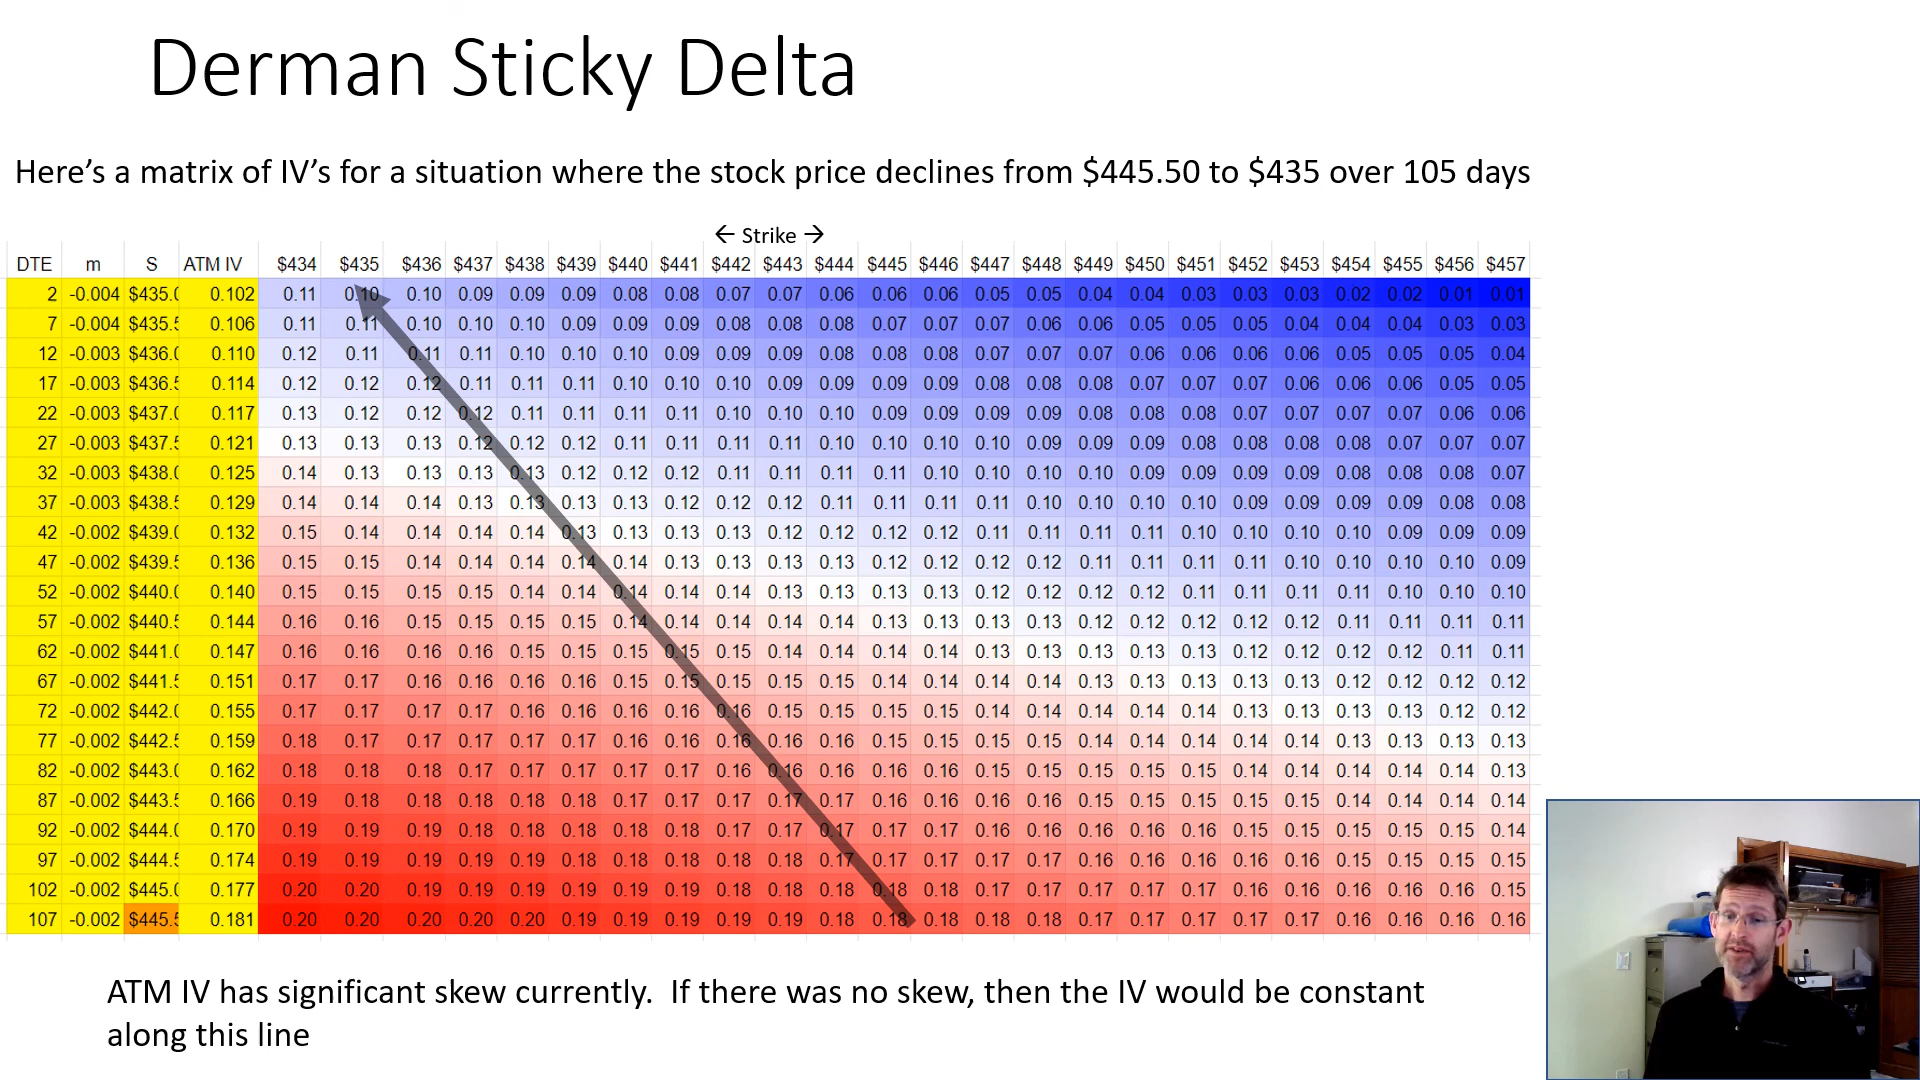 Derman Sticky Delta
Here's a matrix of IV's for a situation where the stock price declines from $445.50 to $435 over 105 days
← Strike →
DTE m S ATM IV $434 $435 $436 $437 $438 $439 $440 $441 $442 $443 $444 $445 $446 $447 $448 $449 $450 $451 $452 $453 $454 $455 $456 $457
2 -0.004 $435.0 0.102 0.11 0.10 0.10 0.09 0.09 0.09 0.08 0.08 0.07 0.07 0.06 0.06 0.06 0.05 0.05 0.04 0.04 0.03 0.03 0.03 0.02 0.02 0.01 0.01
7 -0.004 $435.5 0.106 0.11 0.11 0.10 0.10 0.10 0.09 0.09 0.09 0.08 0.08 0.08 0.07 0.07 0.07 0.06 0.06 0.05 0.05 0.05 0.04 0.04 0.04 0.03 0.03
12 -0.003 $436.0 0.110 0.12 0.11 0.11 0.11 0.10 0.10 0.10 0.09 0.09 0.09 0.08 0.08 0.08 0.07 0.07 0.07 0.06 0.06 0.06 0.06 0.05 0.05 0.05 0.04
17 -0.003 $436.5 0.114 0.12 0.12 0.12 0.11 0.11 0.11 0.10 0.10 0.10 0.09 0.09 0.09 0.09 0.08 0.08 0.08 0.07 0.07 0.07 0.06 0.06 0.06 0.05 0.05
22 -0.003 $437.0 0.117 0.13 0.12 0.12 0.12 0.11 0.11 0.11 0.11 0.10 0.10 0.10 0.09 0.09 0.09 0.09 0.08 0.08 0.08 0.07 0.07 0.07 0.07 0.06 0.06
27 -0.003 $437.5 0.121 0.13 0.13 0.13 0.12 0.12 0.12 0.11 0.11 0.11 0.11 0.10 0.10 0.10 0.10 0.09 0.09 0.09 0.08 0.08 0.08 0.08 0.07 0.07 0.07
32 -0.003 $438.0 0.125 0.14 0.13 0.13 0.13 0.13 0.12 0.12 0.12 0.11 0.11 0.11 0.11 0.10 0.10 0.10 0.10 0.09 0.09 0.09 0.09 0.08 0.08 0.08 0.07
37 -0.003 $438.5 0.129 0.14 0.14 0.14 0.13 0.13 0.13 0.13 0.12 0.12 0.12 0.11 0.11 0.11 0.11 0.10 0.10 0.10 0.10 0.09 0.09 0.09 0.09 0.08 0.08
42 -0.002 $439.0 0.132 0.15 0.14 0.14 0.14 0.14 0.13 0.13 0.13 0.13 0.12 0.12 0.12 0.12 0.11 0.11 0.11 0.11 0.10 0.10 0.10 0.10 0.09 0.09 0.09
47 -0.002 $439.5 0.136 0.15 0.15 0.14 0.14 0.14 0.14 0.14 0.13 0.13 0.13 0.13 0.12 0.12 0.12 0.12 0.11 0.11 0.11 0.11 0.10 0.10 0.10 0.10 0.09
52 -0.002 $440.0 0.140 0.15 0.15 0.15 0.15 0.14 0.14 0.14 0.14 0.14 0.13 0.13 0.13 0.13 0.12 0.12 0.12 0.12 0.11 0.11 0.11 0.11 0.10 0.10 0.10
57 -0.002 $440.5 0.144 0.16 0.16 0.15 0.15 0.15 0.15 0.14 0.14 0.14 0.14 0.14 0.13 0.13 0.13 0.13 0.12 0.12 0.12 0.12 0.12 0.11 0.11 0.11 0.11
62 -0.002 $441.0 0.147 0.16 0.16 0.16 0.16 0.15 0.15 0.15 0.15 0.15 0.14 0.14 0.14 0.14 0.13 0.13 0.13 0.13 0.13 0.12 0.12 0.12 0.12 0.11 0.11
67 -0.002 $441.5 0.151 0.17 0.17 0.16 0.16 0.16 0.16 0.15 0.15 0.15 0.15 0.15 0.14 0.14 0.14 0.14 0.13 0.13 0.13 0.13 0.13 0.12 0.12 0.12 0.12
72 -0.002 $442.0 0.155 0.17 0.17 0.17 0.17 0.16 0.16 0.16 0.16 0.16 0.15 0.15 0.15 0.15 0.14 0.14 0.14 0.14 0.14 0.13 0.13 0.13 0.13 0.12 0.12
77 -0.002 $442.5 0.159 0.18 0.17 0.17 0.17 0.17 0.17 0.16 0.16 0.16 0.16 0.16 0.15 0.15 0.15 0.15 0.14 0.14 0.14 0.14 0.14 0.13 0.13 0.13 0.13
82 -0.002 $443.0 0.162 0.18 0.18 0.18 0.17 0.17 0.17 0.17 0.17 0.16 0.16 0.16 0.16 0.16 0.15 0.15 0.15 0.15 0.15 0.14 0.14 0.14 0.14 0.14 0.13
87 -0.002 $443.5 0.166 0.19 0.18 0.18 0.18 0.18 0.18 0.17 0.17 0.17 0.17 0.17 0.16 0.16 0.16 0.16 0.15 0.15 0.15 0.15 0.15 0.14 0.14 0.14 0.14
92 -0.002 $444.0 0.170 0.19 0.19 0.19 0.18 0.18 0.18 0.18 0.18 0.17 0.17 0.17 0.17 0.17 0.16 0.16 0.16 0.16 0.16 0.15 0.15 0.15 0.15 0.15 0.14
97 -0.002 $444.5 0.174 0.19 0.19 0.19 0.19 0.19 0.18 0.18 0.18 0.18 0.18 0.17 0.17 0.17 0.17 0.17 0.16 0.16 0.16 0.16 0.16 0.15 0.15 0.15 0.15
102 -0.002 $445.0 0.177 0.20 0.20 0.19 0.19 0.19 0.19 0.19 0.19 0.18 0.18 0.18 0.18 0.18 0.17 0.17 0.17 0.17 0.17 0.16 0.16 0.16 0.16 0.16 0.15
107 -0.002 $445.5 0.181 0.20 0.20 0.20 0.20 0.20 0.19 0.19 0.19 0.19 0.19 0.18 0.18 0.18 0.18 0.18 0.17 0.17 0.17 0.17 0.17 0.16 0.16 0.16 0.16
ATM IV has significant skew currently. If there was no skew, then the IV would be constant
along this line